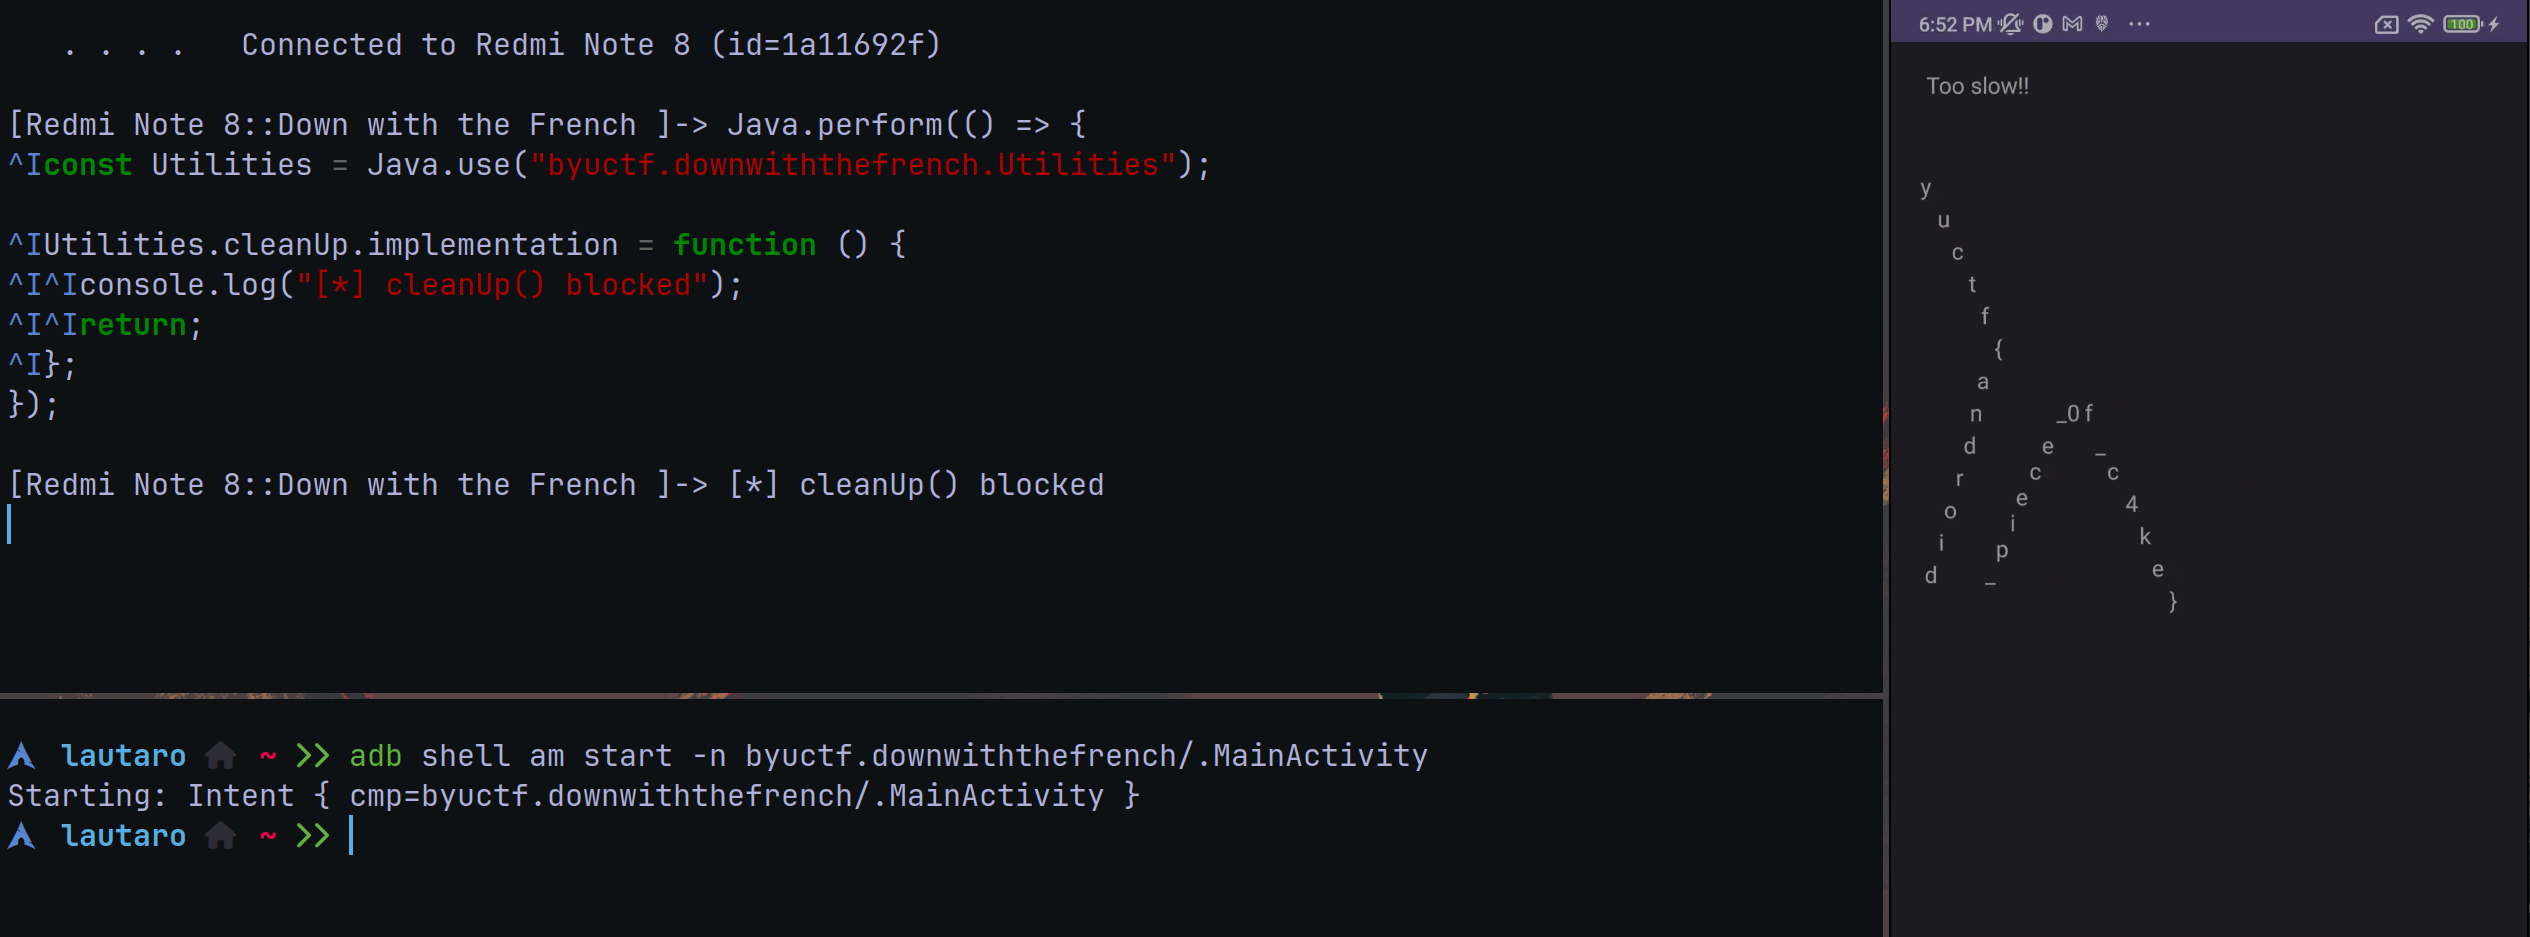 . . . .   Connected to Redmi Note 8 (id=1a11692f)
[Redmi Note 8::Down with the French ]-> Java.perform(() => {
^Iconst Utilities = Java.use("byuctf.downwiththefrench.Utilities");
^IUtilities.cleanUp.implementation = function () {
^I^Iconsole.log("[*] cleanUp() blocked");
^I^Ireturn;
^I};
});
[Redmi Note 8::Down with the French ]-> [*] cleanUp() blocked
lautaro ~ >> adb shell am start -n byuctf.downwiththefrench/.MainActivity
Starting: Intent { cmp=byuctf.downwiththefrench/.MainActivity }
lautaro ~ >>
6:52 PM ... 100
Too slow!!
y
u
c
t
f
{
a
n _0f
d e _
r c c
o e 4
i i k
d p e
_ }